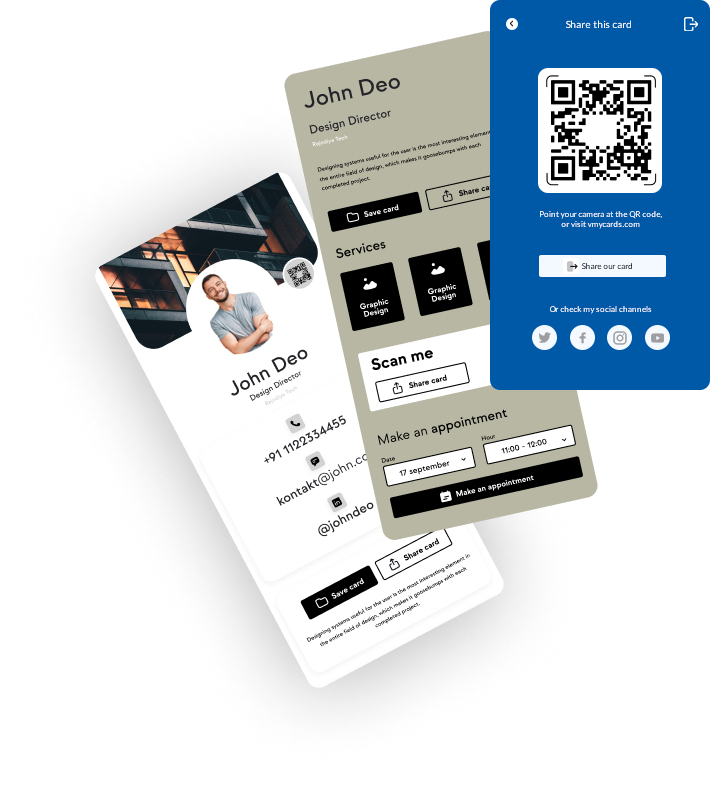 Share this card
Point your camera at the QR code,
or visit vmycards.com
Share our card
Or check my social channels
John Deo
Design Director
Rejodiya Tech
Designing systems useful for the user is the most interesting element
the entire field of design, which makes it goosebumps with each
completed project.
Save card
Share
Services
Graphic
Design
Graphic
Design
Scan me
Share card
Make an appointment
Date
Hour
17 september
11:00 - 12:00
Make an appointment
John Deo
Design Director
Rejodiya Tech
+91 1122334455
kontakt@john.co
@johndeo
Save card
Share card
Designing systems useful for the user is the most interesting element in
the entire field of design, which makes it goosebumps with each
completed project.